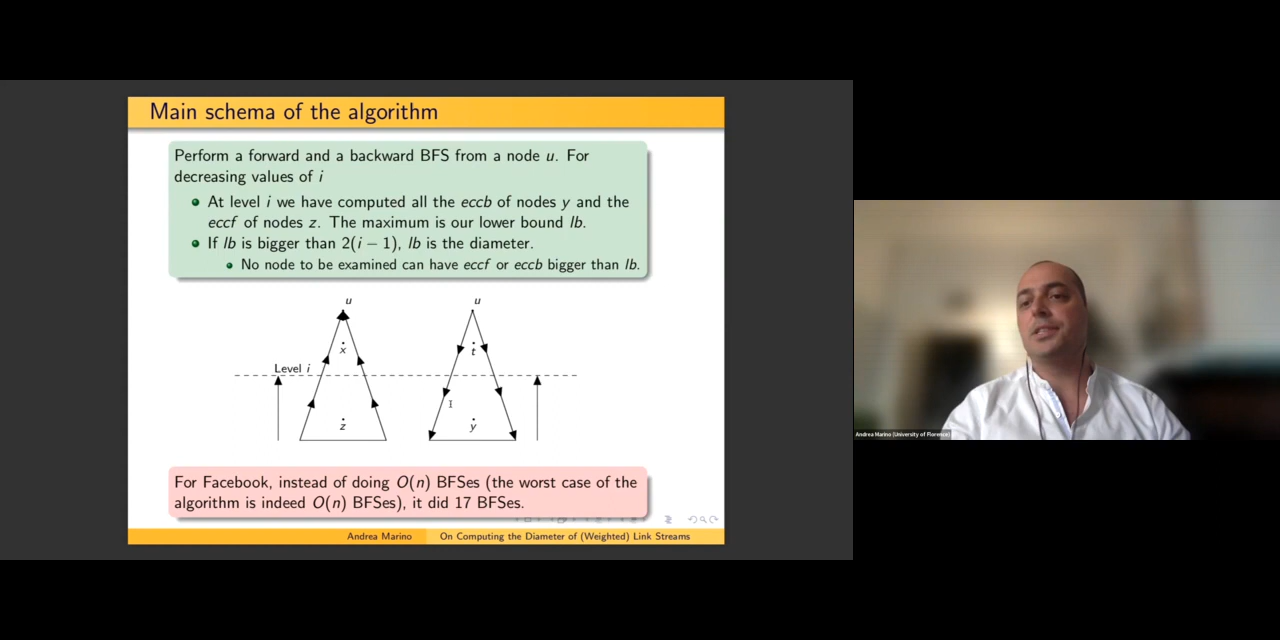 Main schema of the algorithm
Perform a forward and a backward BFS from a node u. For
decreasing values of i
At level i we have computed all the eccb of nodes y and the
eccf of nodes z. The maximum is our lower bound lb.
If lb is bigger than 2(i − 1), lb is the diameter.
No node to be examined can have eccf or eccb bigger than lb.
u
u
x
t
Level i
z
y
For Facebook, instead of doing O(n) BFSes (the worst case of the
algorithm is indeed O(n) BFSes), it did 17 BFSes.
Andrea Marino
On Computing the Diameter of (Weighted) Link Streams
Andrea Marino (University of Florence)